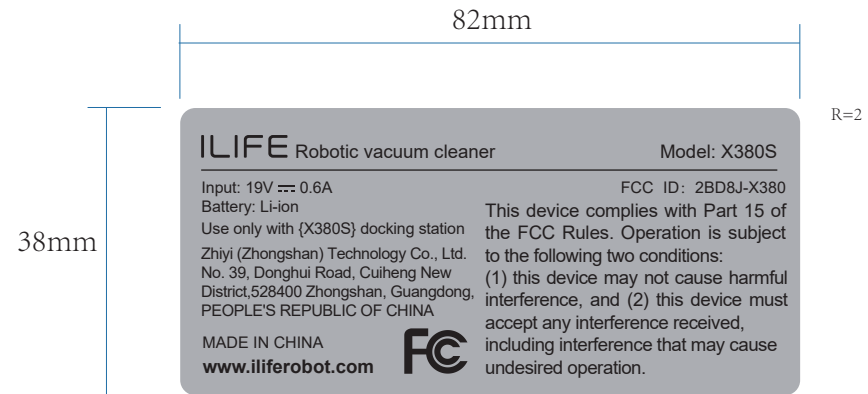 82mm
R=2
38mm
ILIFE Robotic vacuum cleaner Model: X380S
Input: 19V ⎓ 0.6A
Battery: Li-ion
Use only with {X380S} docking station
Zhiyi (Zhongshan) Technology Co., Ltd.
No. 39, Donghui Road, Cuiheng New
District,528400 Zhongshan, Guangdong,
PEOPLE'S REPUBLIC OF CHINA
MADE IN CHINA
www.iliferobot.com
FC
FCC ID: 2BD8J-X380
This device complies with Part 15 of
the FCC Rules. Operation is subject
to the following two conditions:
(1) this device may not cause harmful
interference, and (2) this device must
accept any interference received,
including interference that may cause
undesired operation.